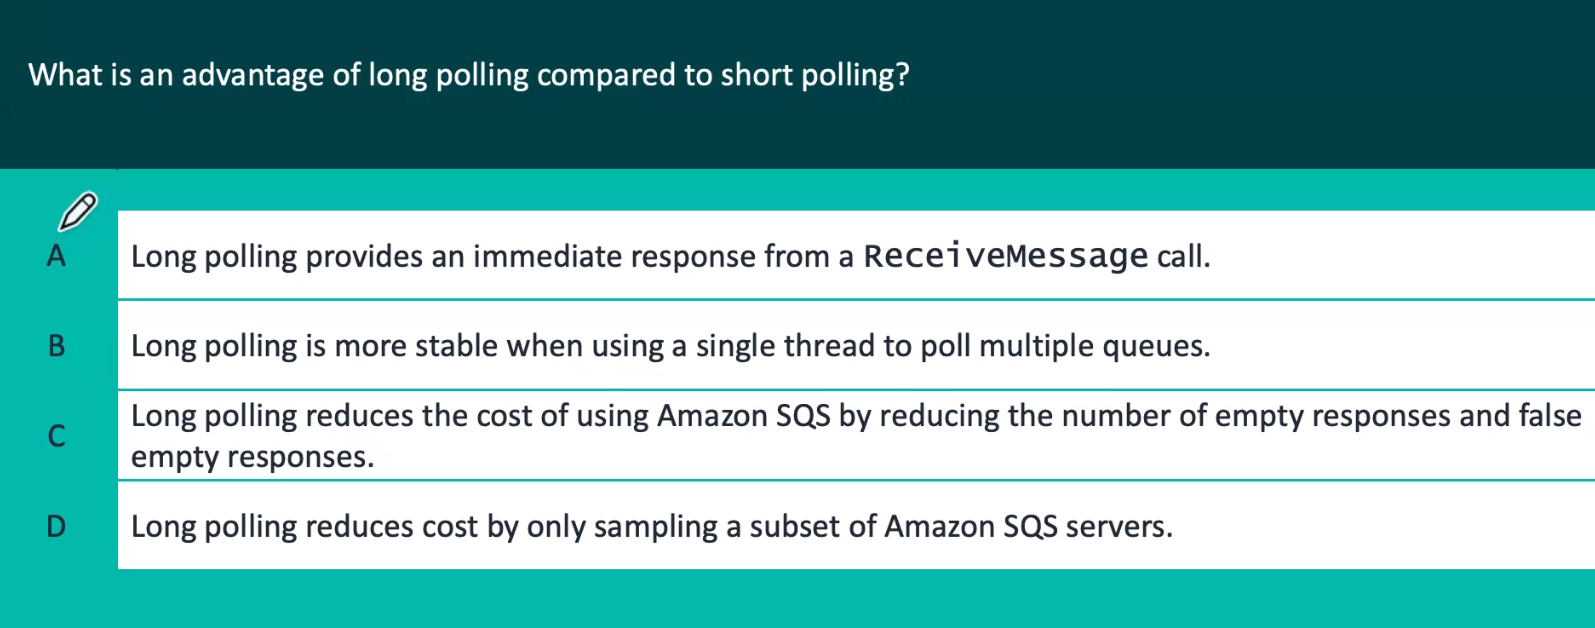 What is an advantage of long polling compared to short polling?
A
Long polling provides an immediate response from a ReceiveMessage call.
B
Long polling is more stable when using a single thread to poll multiple queues.
C
Long polling reduces the cost of using Amazon SQS by reducing the number of empty responses and false
empty responses.
D
Long polling reduces cost by only sampling a subset of Amazon SQS servers.